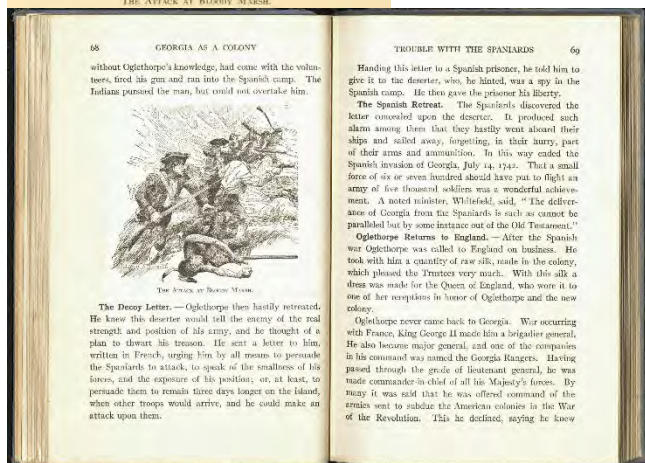 THE ATTACK AT BLOODY MARSH.
68 GEORGIA AS A COLONY
without Oglethorpe's knowledge, had come with the volun-
teers, fired his gun and ran into the Spanish camp. The
Indians pursued the man, but could not overtake him.
THE ATTACK AT BLOODY MARSH.
The Decoy Letter. — Oglethorpe then hastily retreated.
He knew this deserter would tell the enemy of the real
strength and position of his army, and he thought of a
plan to thwart his treason. He sent a letter to him,
written in French, urging him by all means to persuade
the Spaniards to attack, to speak of the smallness of his
forces, and the exposure of his position; or, at least, to
persuade them to remain three days longer on the island,
when other troops would arrive, and he could make an
attack upon them.
TROUBLE WITH THE SPANIARDS 69
Handing this letter to a Spanish prisoner, he told him to
give it to the deserter, who, he hinted, was a spy in the
Spanish camp. He then gave the prisoner his liberty.
The Spanish Retreat. The Spaniards discovered the
letter concealed upon the deserter. It produced such
alarm among them that they hastily went aboard their
ships and sailed away, forgetting, in their hurry, part
of their arms and ammunition. In this way ended the
Spanish invasion of Georgia, July 14, 1742. That a small
force of six or seven hundred should have put to flight an
army of five thousand soldiers was a wonderful achieve-
ment. A noted minister, Whitefield, said, "The deliver-
ance of Georgia from the Spaniards is such as cannot be
paralleled but by some instance out of the Old Testament."
Oglethorpe Returns to England. — After the Spanish
war Oglethorpe was called to England on business. He
took with him a quantity of raw silk, made in the colony,
which pleased the Trustees very much. With this silk a
dress was made for the Queen of England, who wore it to
one of her receptions in honor of Oglethorpe and the new
colony.
Oglethorpe never came back to Georgia. War occurring
with France, King George II made him a brigadier general.
He also became major general, and one of the companies
in his command was named the Georgia Rangers. Having
passed through the grade of lieutenant general, he was
made commander-in-chief of all his Majesty's forces. By
many it was said that he was offered command of the
armies sent to subdue the American colonies in the War
of the Revolution. This he declined, saying he knew